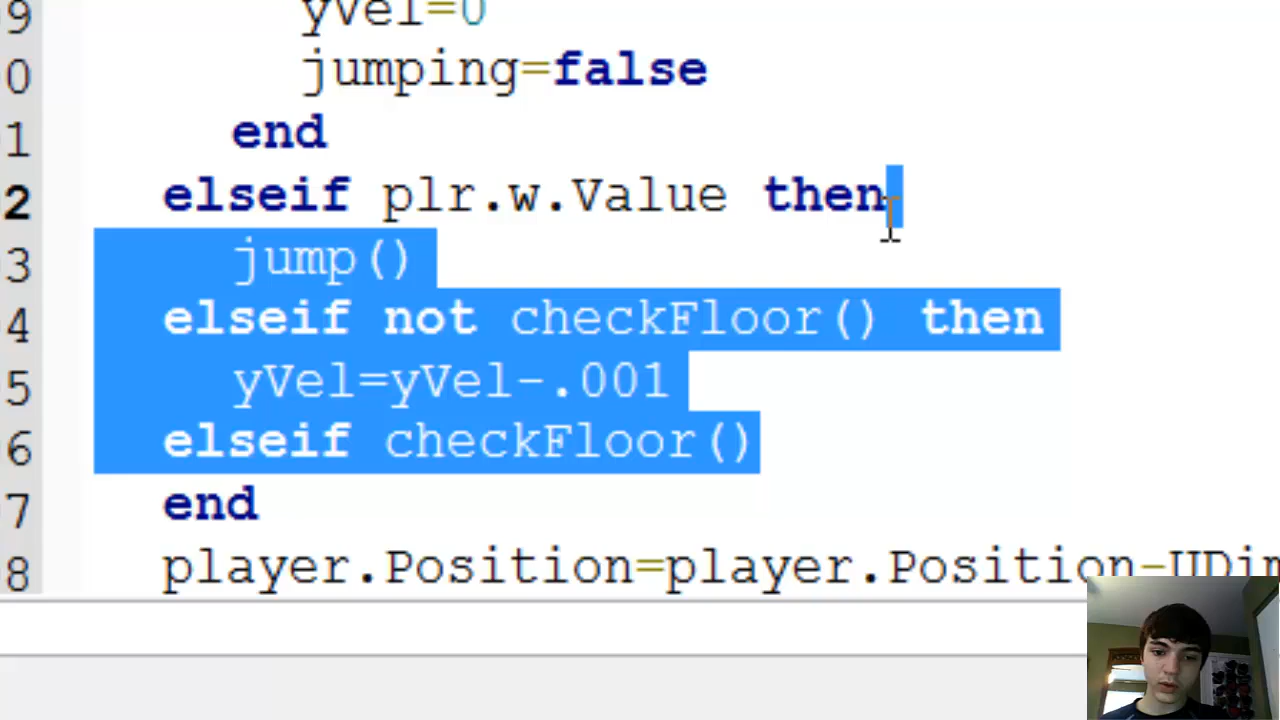 9 yVel=0
0 jumping=false
1 end
2 elseif plr.w.Value then
3 jump()
4 elseif not checkFloor() then
5 yVel=yVel-.001
6 elseif checkFloor()
7 end
8 player.Position=player.Position-UDim